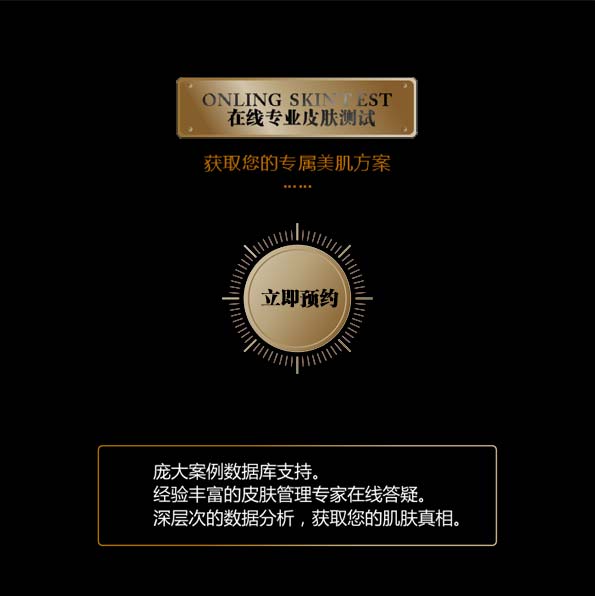 ONLING SKIN TEST
在线专业皮肤测试
获取您的专属美肌方案
……
立即预约
庞大案例数据库支持。
经验丰富的皮肤管理专家在线答疑。
深层次的数据分析，获取您的肌肤真相。